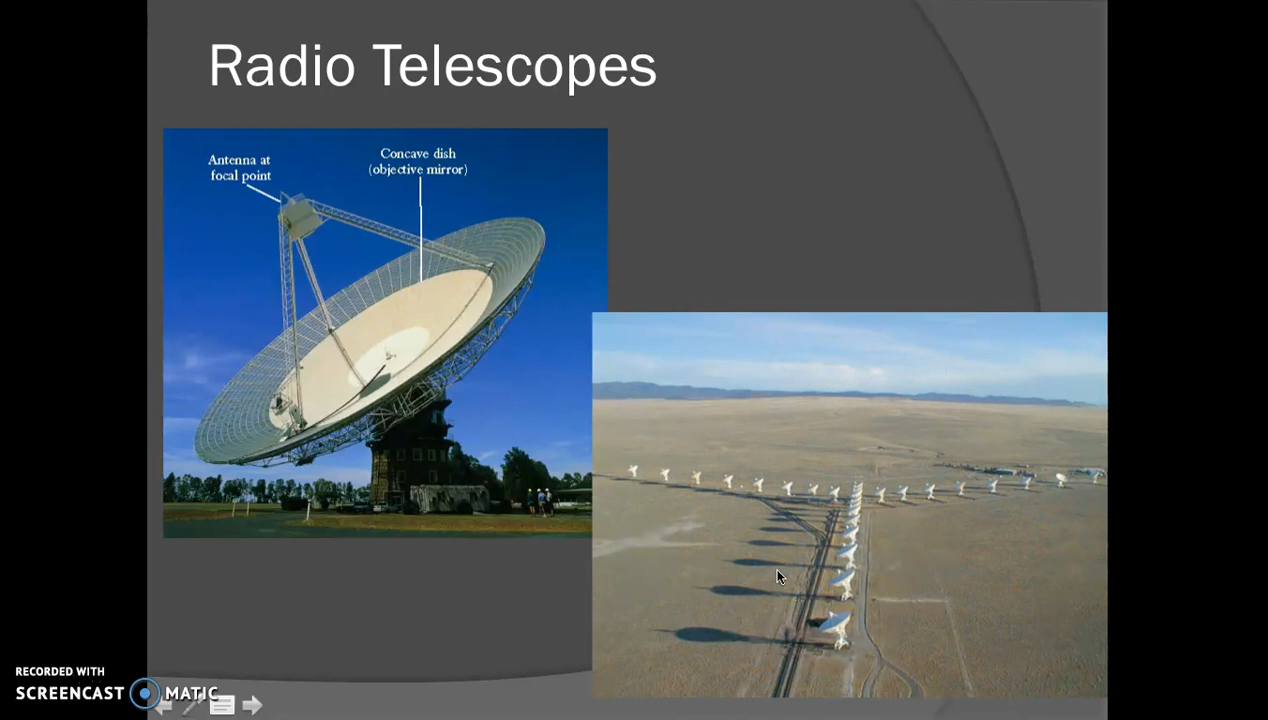 Radio Telescopes
Antenna at
focal point
Concave dish
(objective mirror)
RECORDED WITH
SCREENCAST MATIC